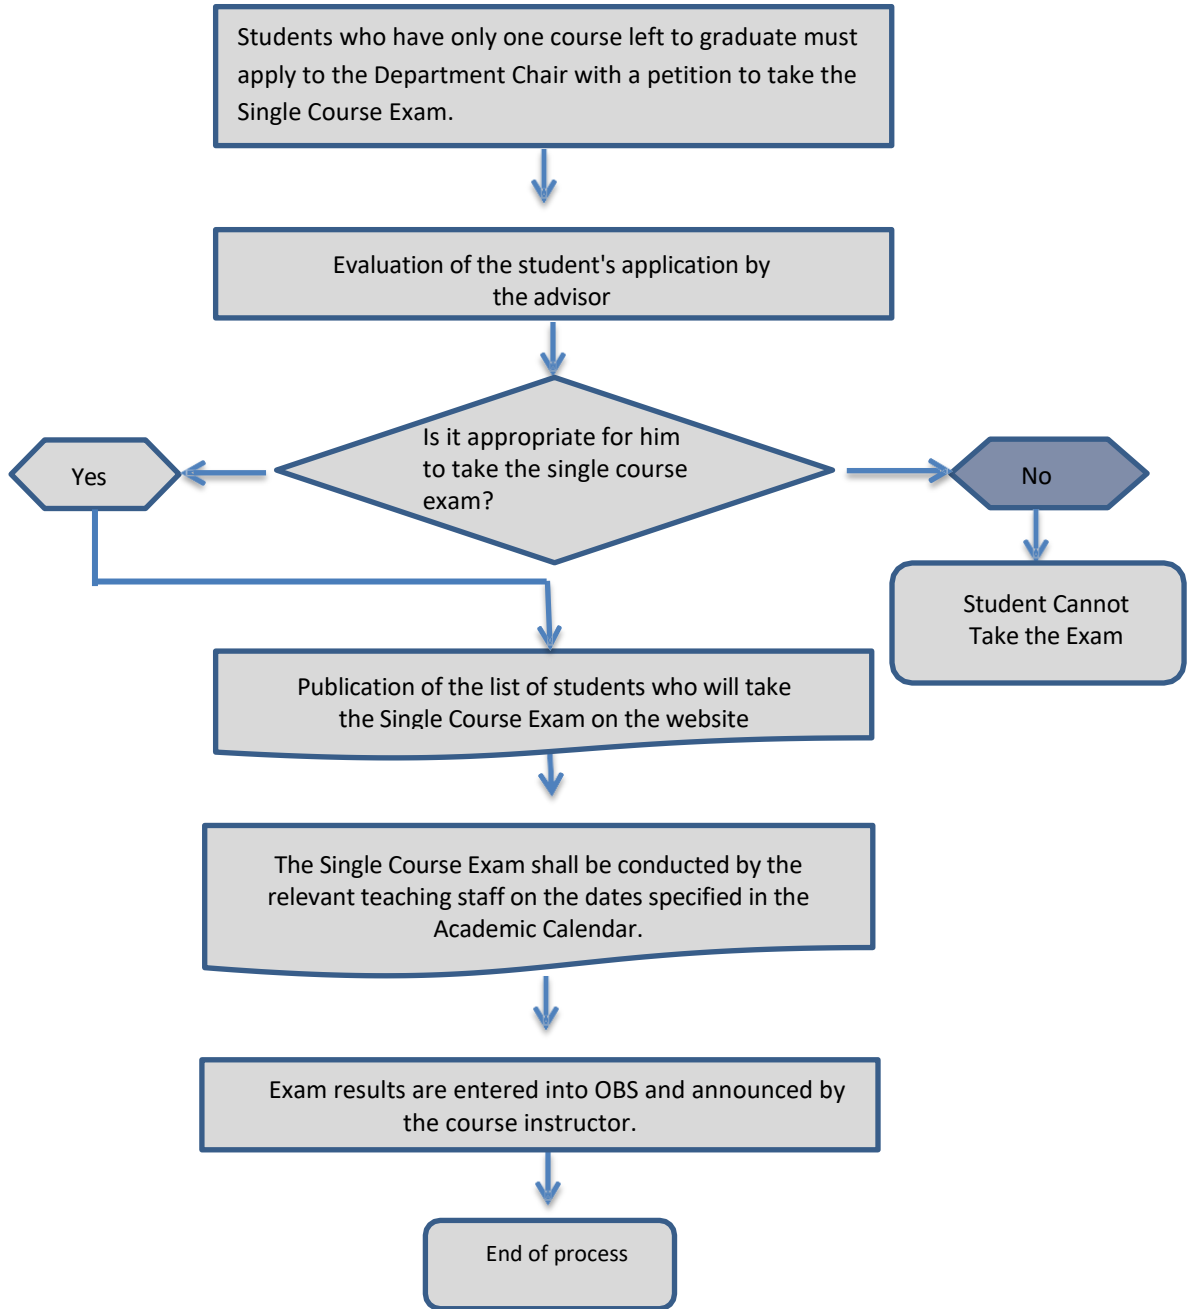 Students who have only one course left to graduate must
apply to the Department Chair with a petition to take the
Single Course Exam.
Evaluation of the student's application by
the advisor
Is it appropriate for him
to take the single course
exam?
Yes
No
Student Cannot
Take the Exam
Publication of the list of students who will take
the Single Course Exam on the website
The Single Course Exam shall be conducted by the
relevant teaching staff on the dates specified in the
Academic Calendar.
Exam results are entered into OBS and announced by
the course instructor.
End of process